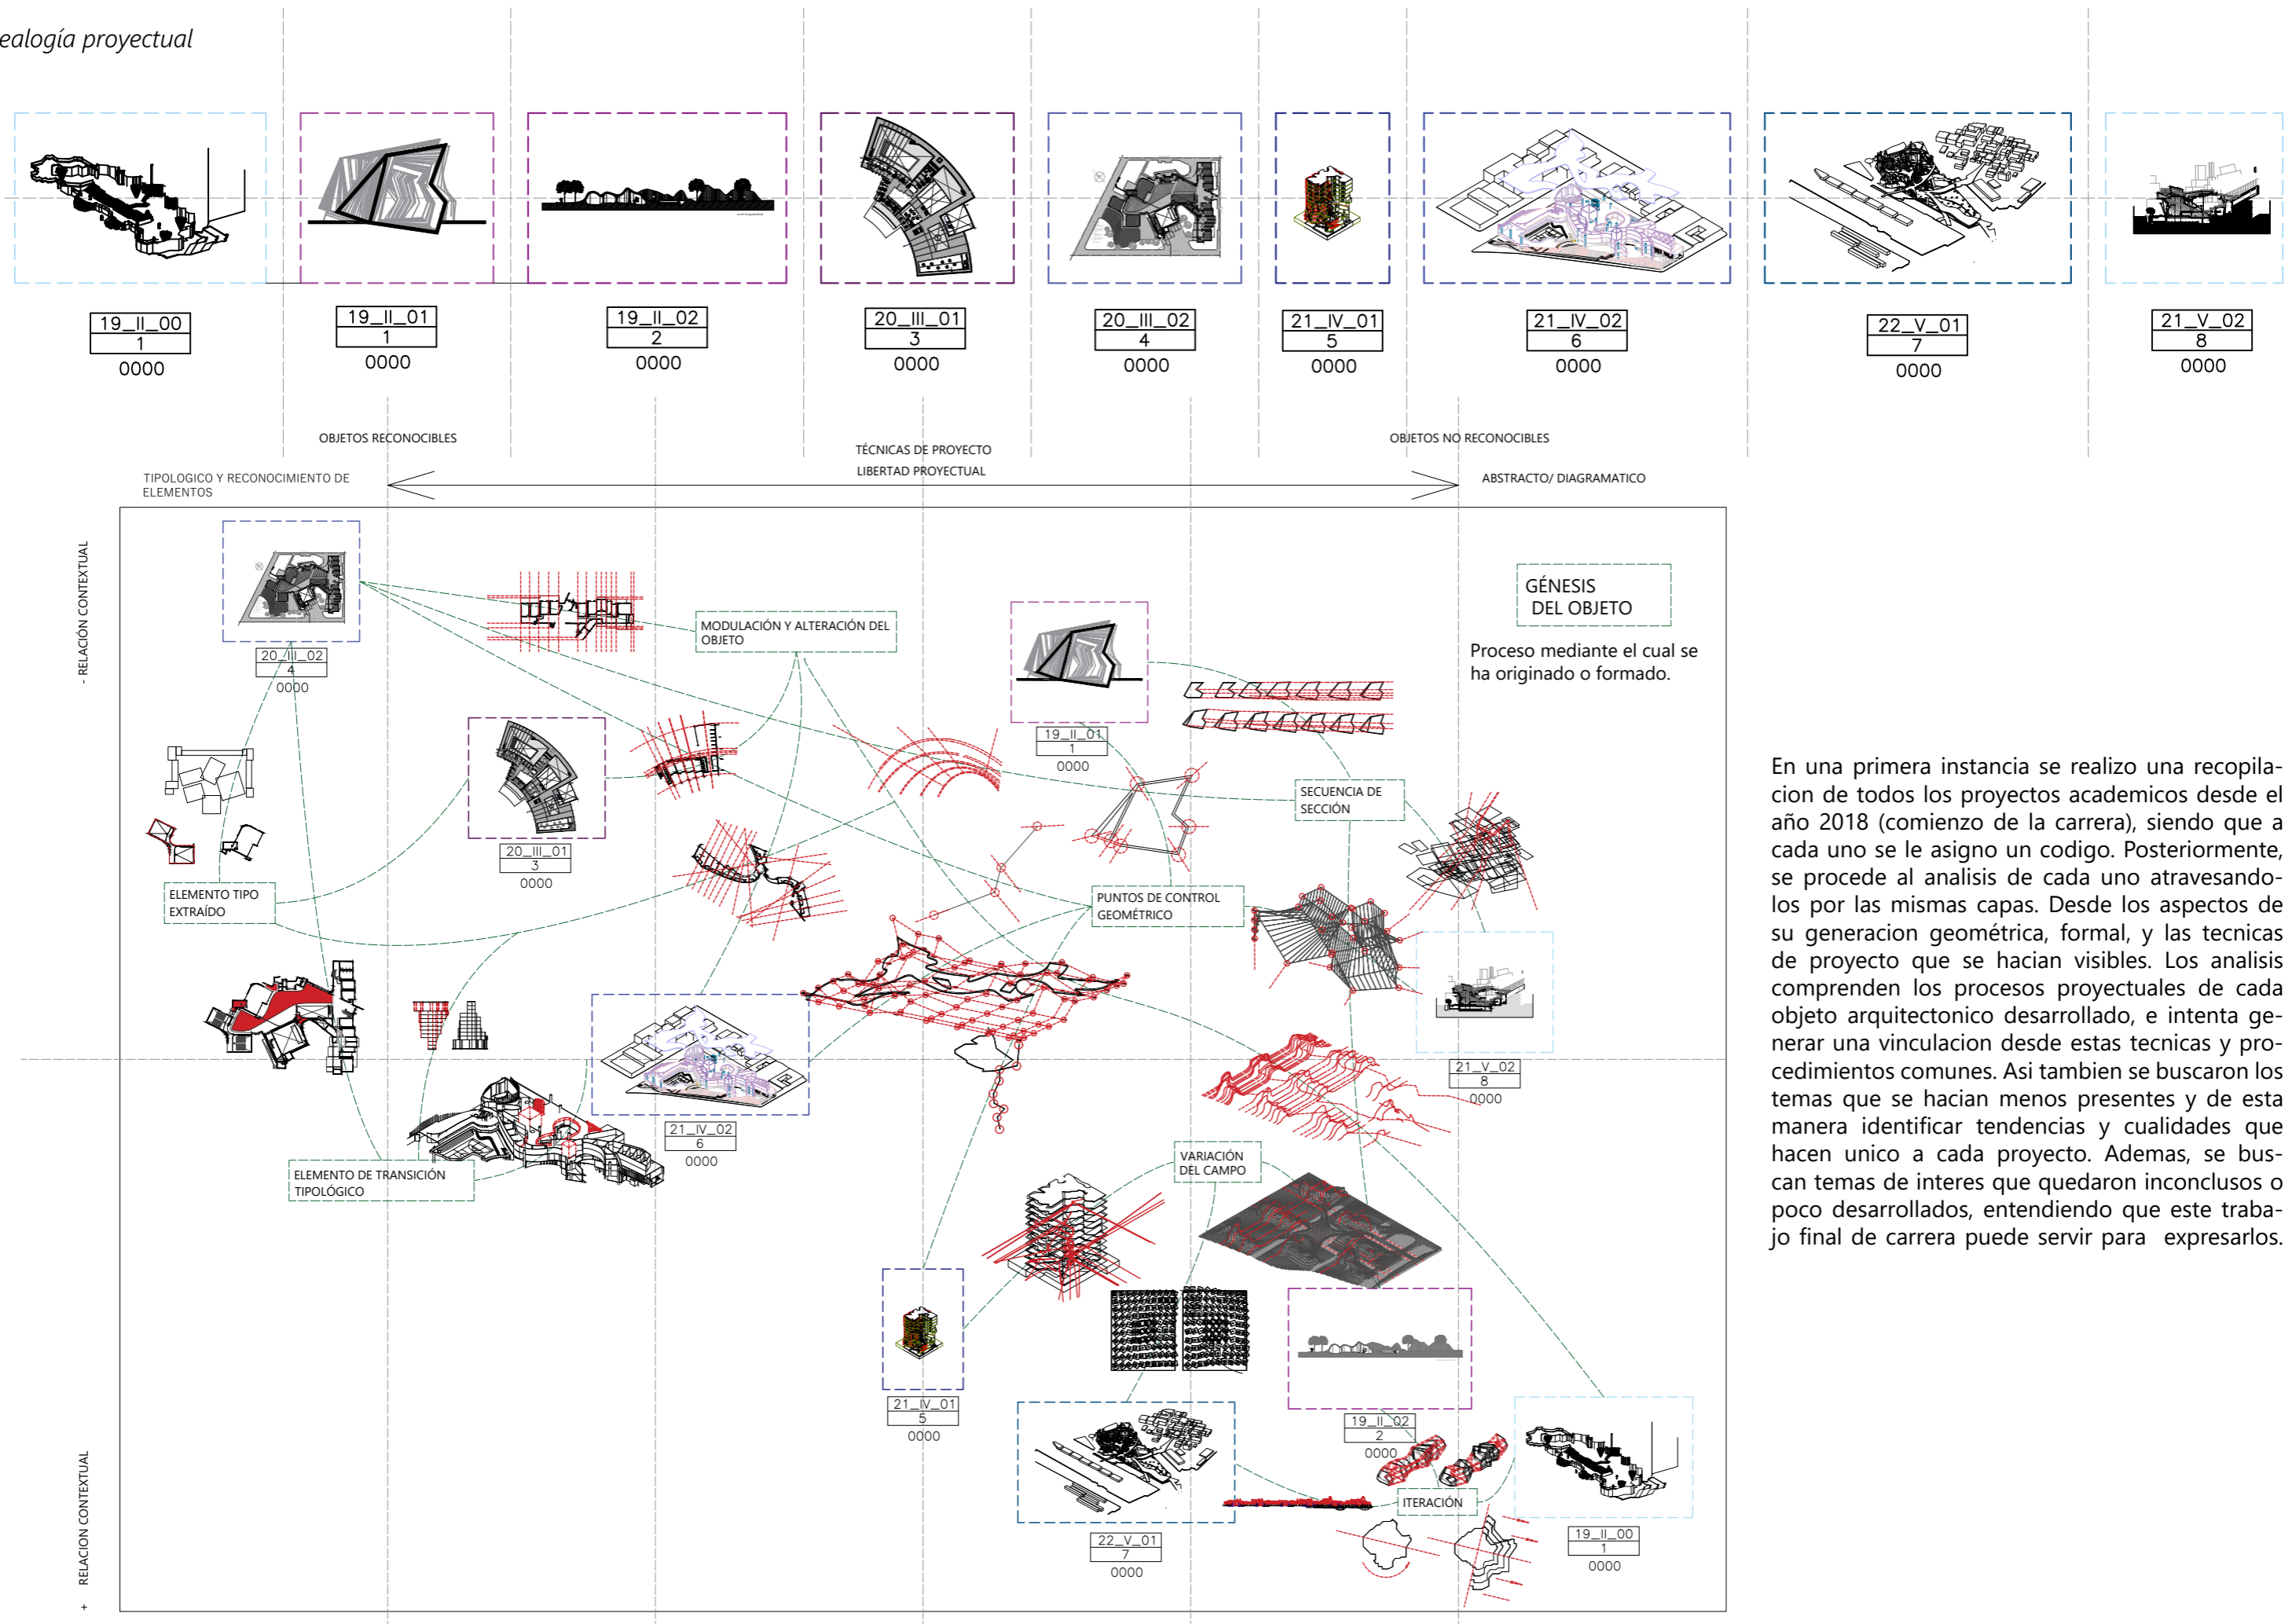 ealogía proyectual
19_II_00
1
0000
19_II_01
1
0000
19_II_02
2
0000
20_III_01
3
0000
20_III_02
4
0000
21_IV_01
5
0000
21_IV_02
6
0000
22_V_01
7
0000
21_V_02
8
0000
OBJETOS RECONOCIBLES
TÉCNICAS DE PROYECTO
LIBERTAD PROYECTUAL
OBJETOS NO RECONOCIBLES
TIPOLOGICO Y RECONOCIMIENTO DE
ELEMENTOS
ABSTRACTO/ DIAGRAMATICO
- RELACIÓN CONTEXTUAL
20_III_02
4
0000
MODULACIÓN Y ALTERACIÓN DEL
OBJETO
19_II_01
1
0000
GÉNESIS
DEL OBJETO
Proceso mediante el cual se
ha originado o formado.
20_III_01
3
0000
SECUENCIA DE
SECCIÓN
ELEMENTO TIPO
EXTRAÍDO
PUNTOS DE CONTROL
GEOMÉTRICO
21_V_02
8
0000
21_IV_02
6
0000
ELEMENTO DE TRANSICIÓN
TIPOLÓGICO
VARIACIÓN
DEL CAMPO
21_IV_01
5
0000
19_II_02
2
0000
22_V_01
7
0000
ITERACIÓN
19_II_00
1
0000
+ RELACION CONTEXTUAL
En una primera instancia se realizo una recopila-
cion de todos los proyectos academicos desde el
año 2018 (comienzo de la carrera), siendo que a
cada uno se le asigno un codigo. Posteriormente,
se procede al analisis de cada uno atravesando-
los por las mismas capas. Desde los aspectos de
su generacion geométrica, formal, y las tecnicas
de proyecto que se hacian visibles. Los analisis
comprenden los procesos proyectuales de cada
objeto arquitectonico desarrollado, e intenta ge-
nerar una vinculacion desde estas tecnicas y pro-
cedimientos comunes. Asi tambien se buscaron los
temas que se hacian menos presentes y de esta
manera identificar tendencias y cualidades que
hacen unico a cada proyecto. Ademas, se bus-
can temas de interes que quedaron inconclusos o
poco desarrollados, entendiendo que este traba-
jo final de carrera puede servir para expresarlos.